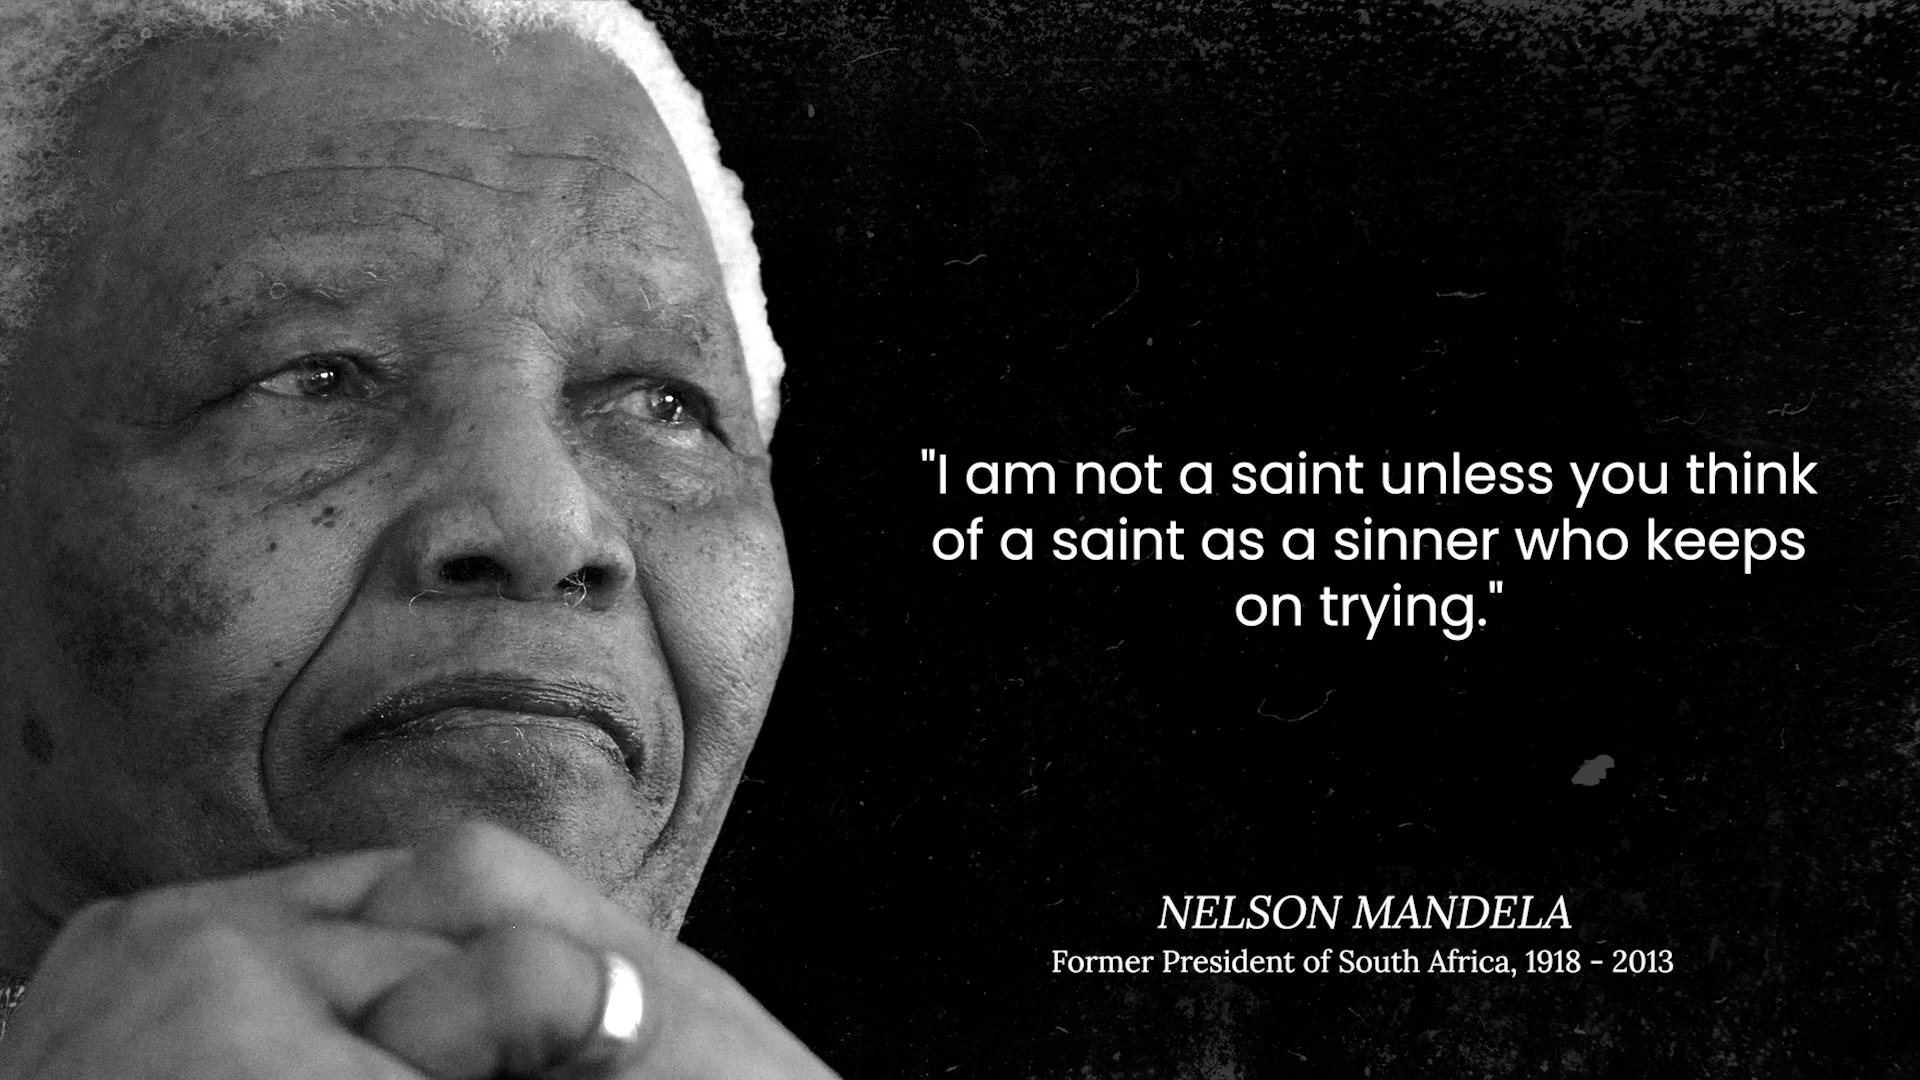 "I am not a saint unless you think
of a saint as a sinner who keeps
on trying."
NELSON MANDELA
Former President of South Africa, 1918 - 2013